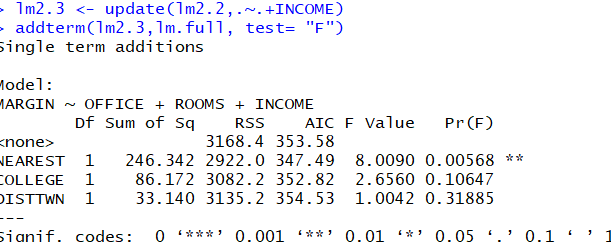 > lm2.3 <- update(lm2.2,.~.+INCOME)
> addterm(lm2.3,lm.full, test= "F")
Single term additions
Model:
MARGIN ~ OFFICE + ROOMS + INCOME
Df Sum of Sq RSS AIC F Value Pr(F)
<none> 3168.4 353.58
NEAREST 1 246.342 2922.0 347.49 8.0090 0.00568 **
COLLEGE 1 86.172 3082.2 352.82 2.6560 0.10647
DISTTWN 1 33.140 3135.2 354.53 1.0042 0.31885
---
Signif. codes: 0 ‘***’ 0.001 ‘**’ 0.01 ‘*’ 0.05 ‘.’ 0.1 ‘ ’ 1